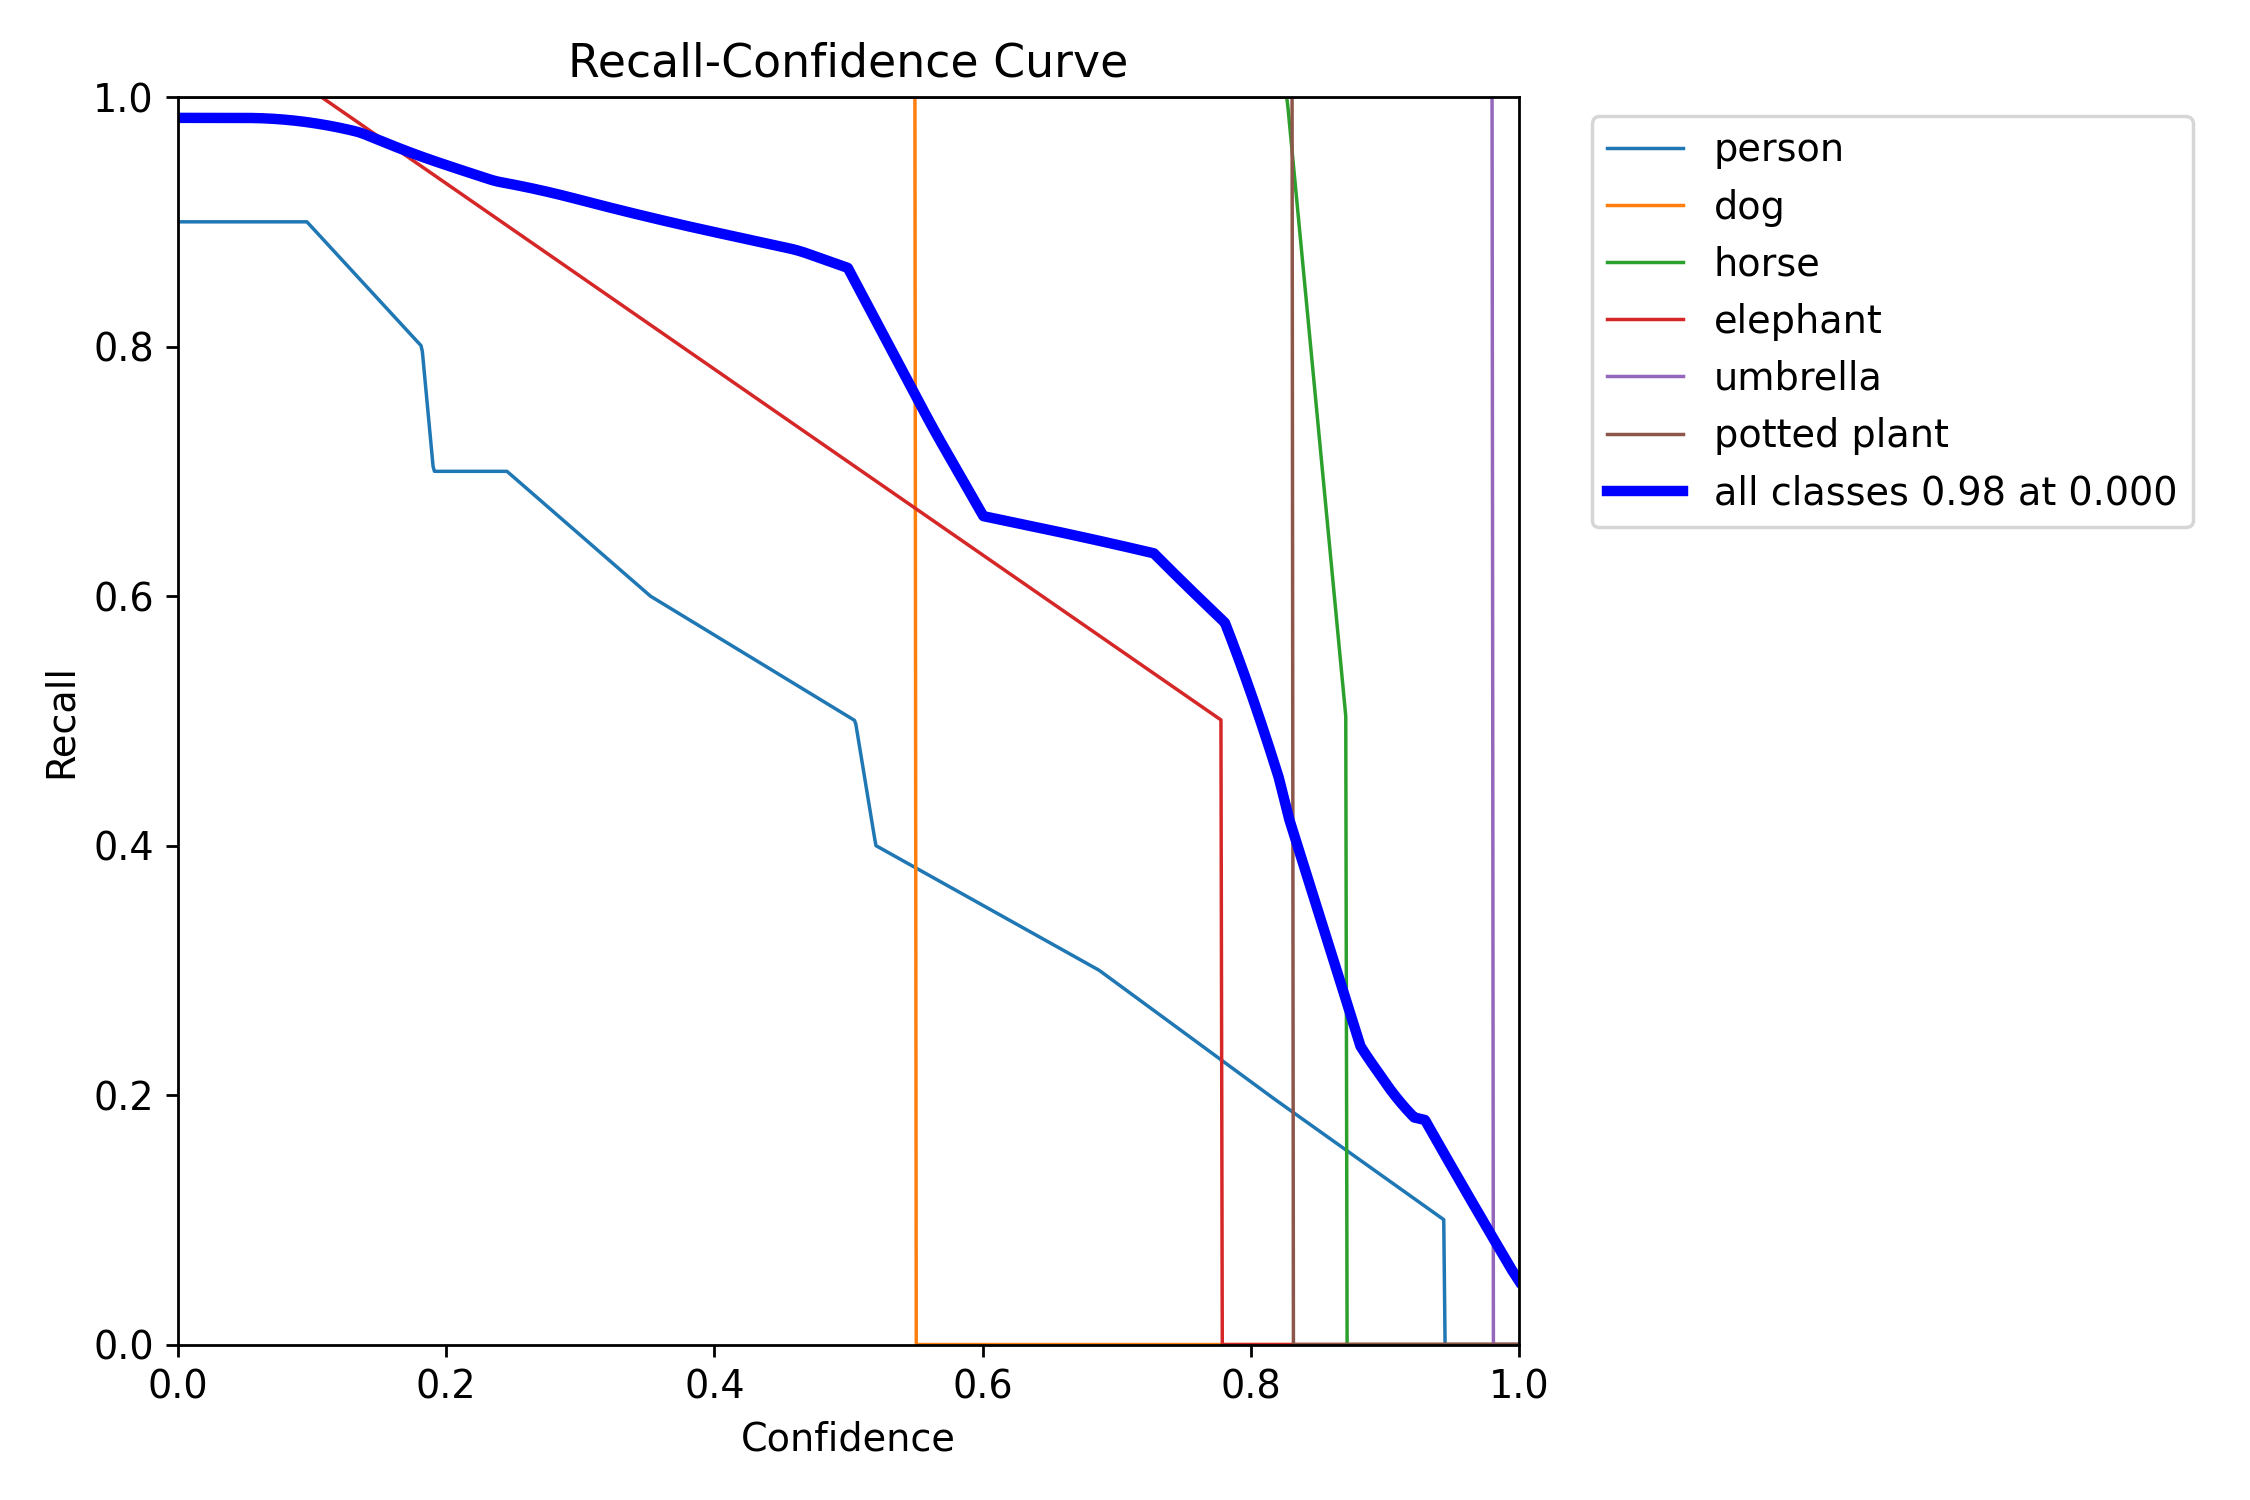 Recall-Confidence Curve
1.0
0.8
0.6
0.4
0.2
0.0
Recall
0.0 0.2 0.4 0.6 0.8 1.0
Confidence
person
dog
horse
elephant
umbrella
potted plant
all classes 0.98 at 0.000